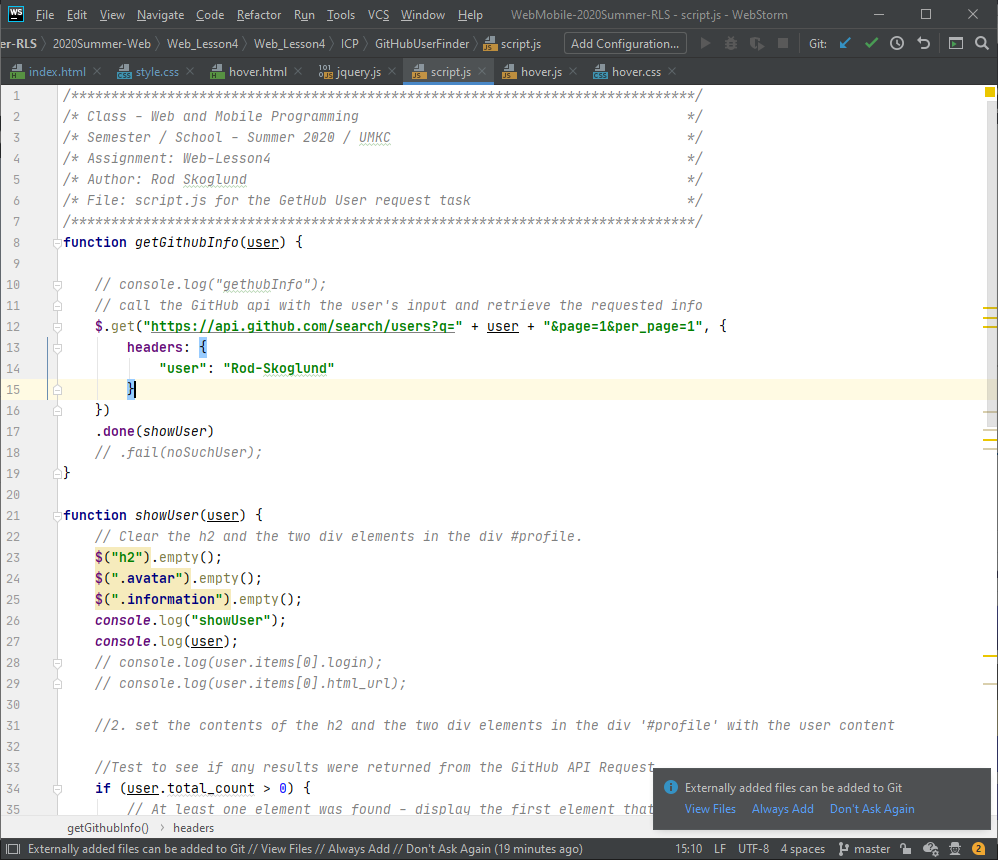 WS File Edit View Navigate Code Refactor Run Tools VCS Window Help WebMobile-2020Summer-RLS - script.js - WebStorm
er-RLS 2020Summer-Web Web_Lesson4 Web_Lesson4 ICP GitHubUserFinder script.js Add Configuration... Git:
index.html style.css hover.html jquery.js script.js hover.js hover.css
1 /******************************************************************************/
2 /* Class - Web and Mobile Programming */
3 /* Semester / School - Summer 2020 / UMKC */
4 /* Assignment: Web-Lesson4 */
5 /* Author: Rod Skoglund */
6 /* File: script.js for the GetHub User request task */
7 /******************************************************************************/
8 function getGithubInfo(user) {
9
10 // console.log("gethubInfo");
11 // call the GitHub api with the user's input and retrieve the requested info
12 $.get("https://api.github.com/search/users?q=" + user + "&page=1&per_page=1", {
13 headers: {
14 "user": "Rod-Skoglund"
15 }
16 })
17 .done(showUser)
18 // .fail(noSuchUser);
19 }
20
21 function showUser(user) {
22 // Clear the h2 and the two div elements in the div #profile.
23 $("h2").empty();
24 $(".avatar").empty();
25 $(".information").empty();
26 console.log("showUser");
27 console.log(user);
28 // console.log(user.items[0].login);
29 // console.log(user.items[0].html_url);
30
31 //2. set the contents of the h2 and the two div elements in the div '#profile' with the user content
32
33 //Test to see if any results were returned from the GitHub API Request
34 if (user.total_count > 0) {
35 // At least one element was found - display the first element that
Externally added files can be added to Git
View Files Always Add Don't Ask Again
getGithubInfo() headers
Externally added files can be added to Git // View Files // Always Add // Don't Ask Again (19 minutes ago) 15:10 LF UTF-8 4 spaces master 2